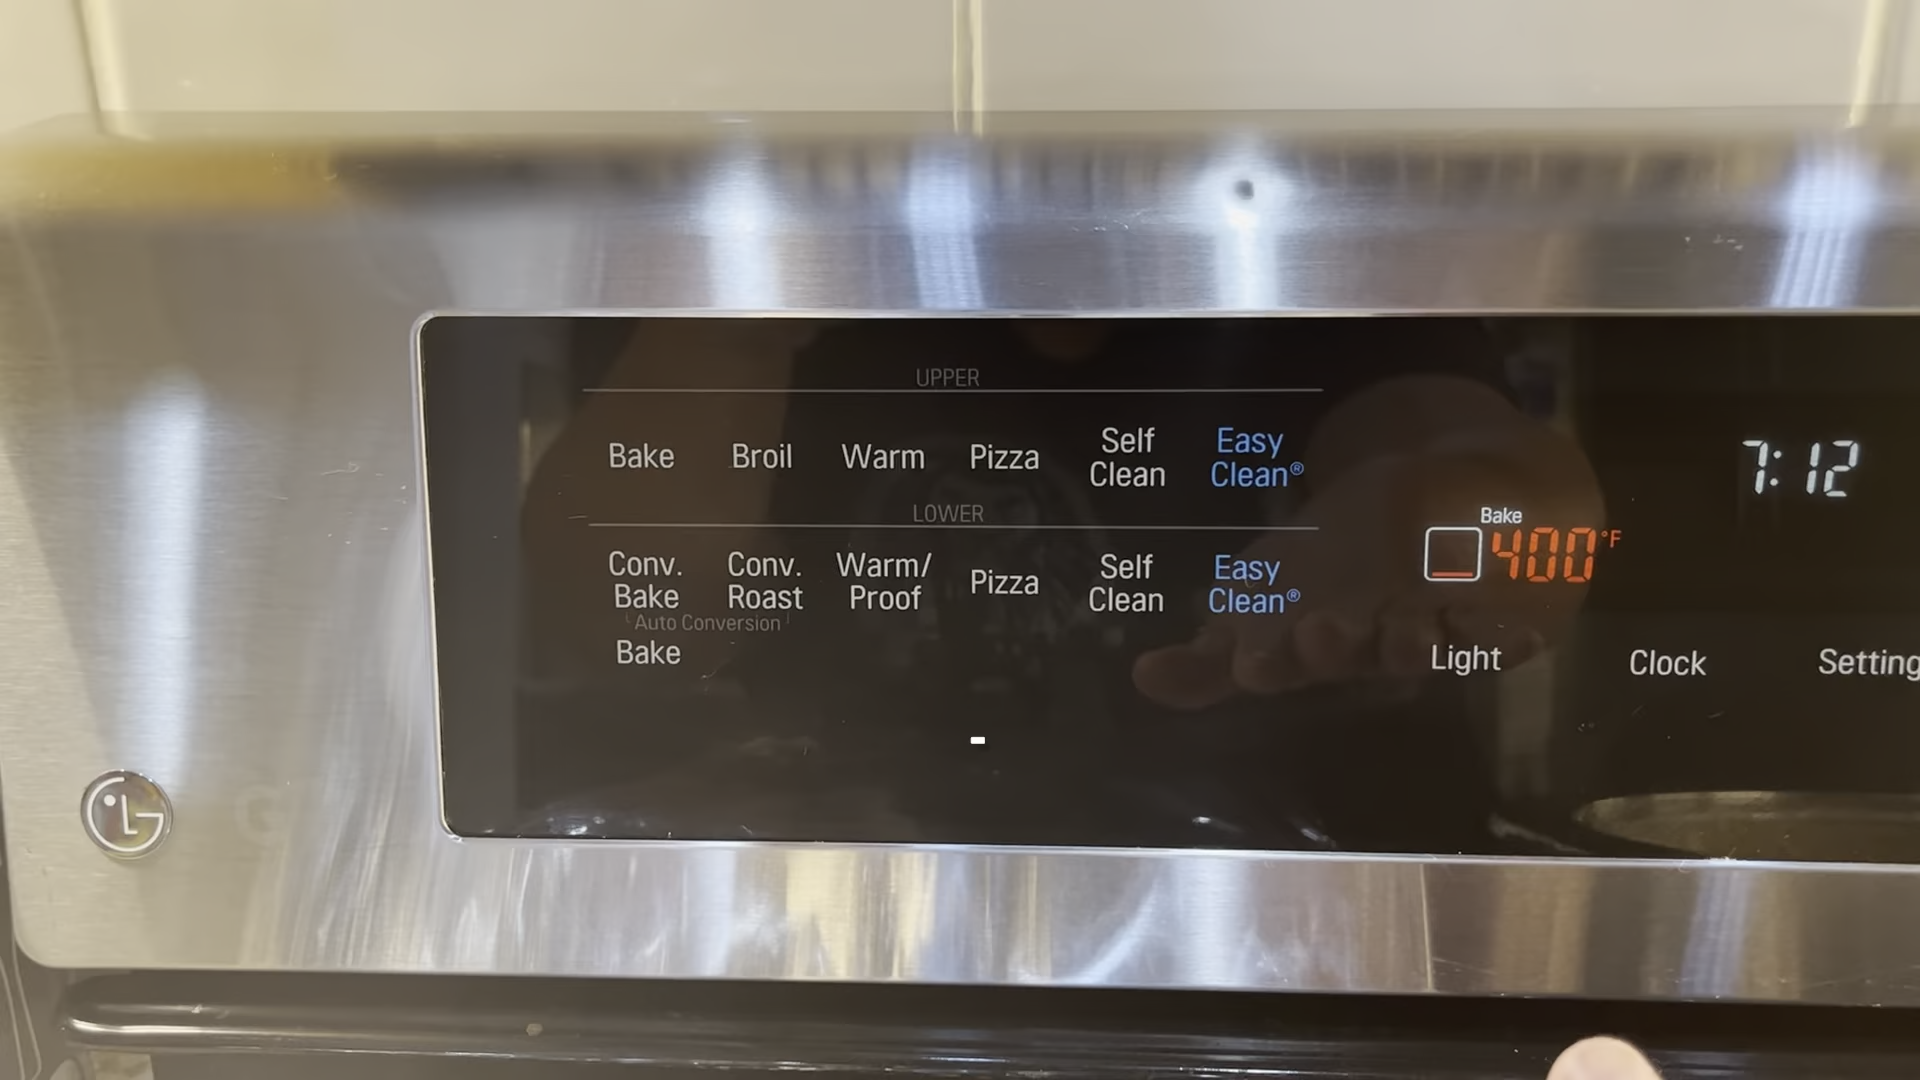 UPPER
Bake Broil Warm Pizza Self Clean Easy Clean®
7:12
LOWER
Bake
400°F
Conv. Bake Conv. Roast Warm/ Proof Pizza Self Clean Easy Clean®
Auto Conversion
Bake
Light Clock Setting
LG